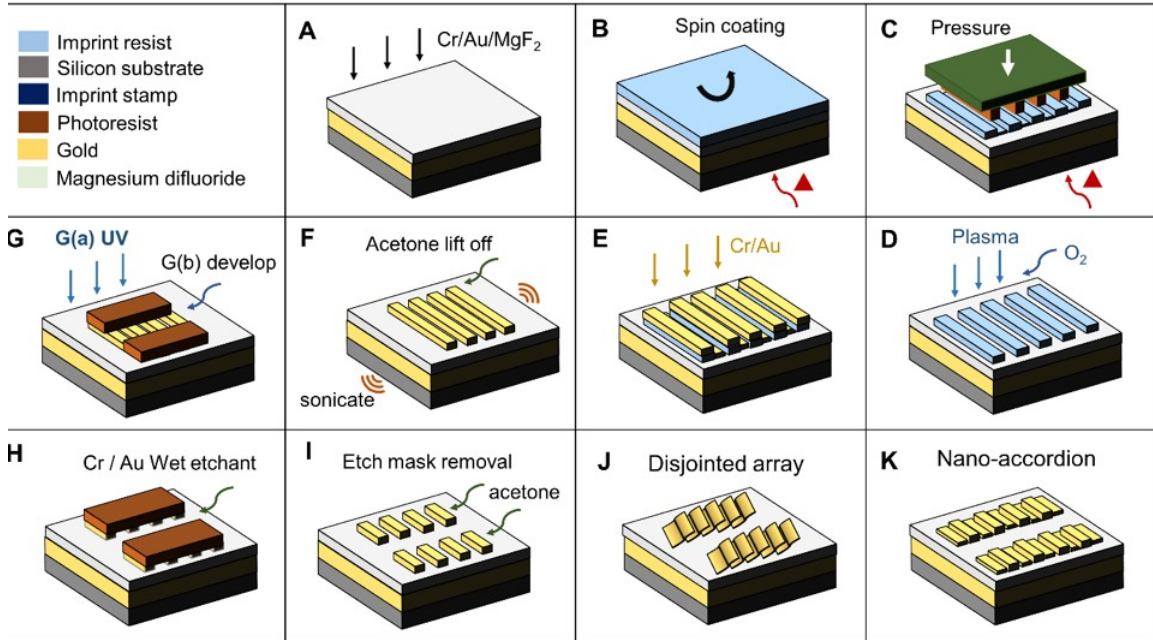 Imprint resist
Silicon substrate
Imprint stamp
Photoresist
Gold
Magnesium difluoride
A
Cr/Au/MgF₂
B
Spin coating
C
Pressure
G
G(a) UV
G(b) develop
F
Acetone lift off
sonicate
E
Cr/Au
D
Plasma
O₂
H
Cr / Au Wet etchant
I
Etch mask removal
acetone
J
Disjointed array
K
Nano-accordion